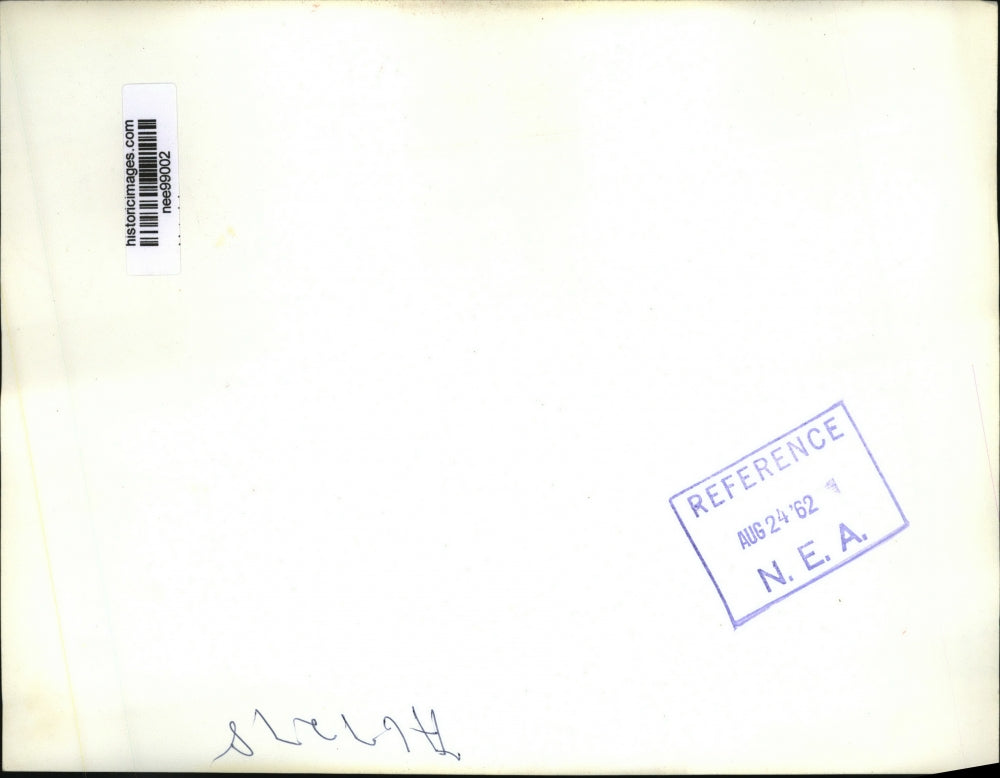 historicimages.com
nee99002
REFERENCE
AUG 24 '62
N. E. A.